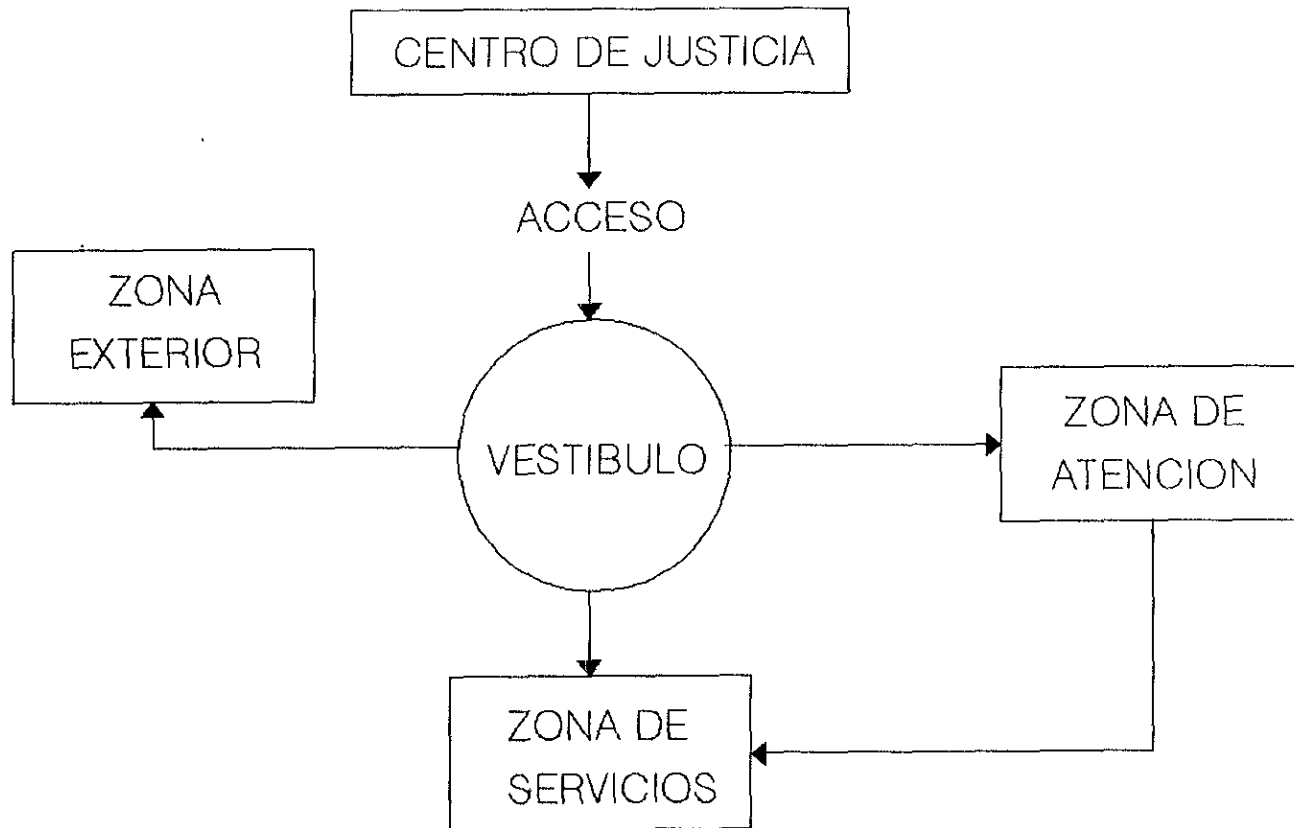 CENTRO DE JUSTICIA
ACCESO
ZONA
EXTERIOR
VESTIBULO
ZONA DE
ATENCION
ZONA DE
SERVICIOS